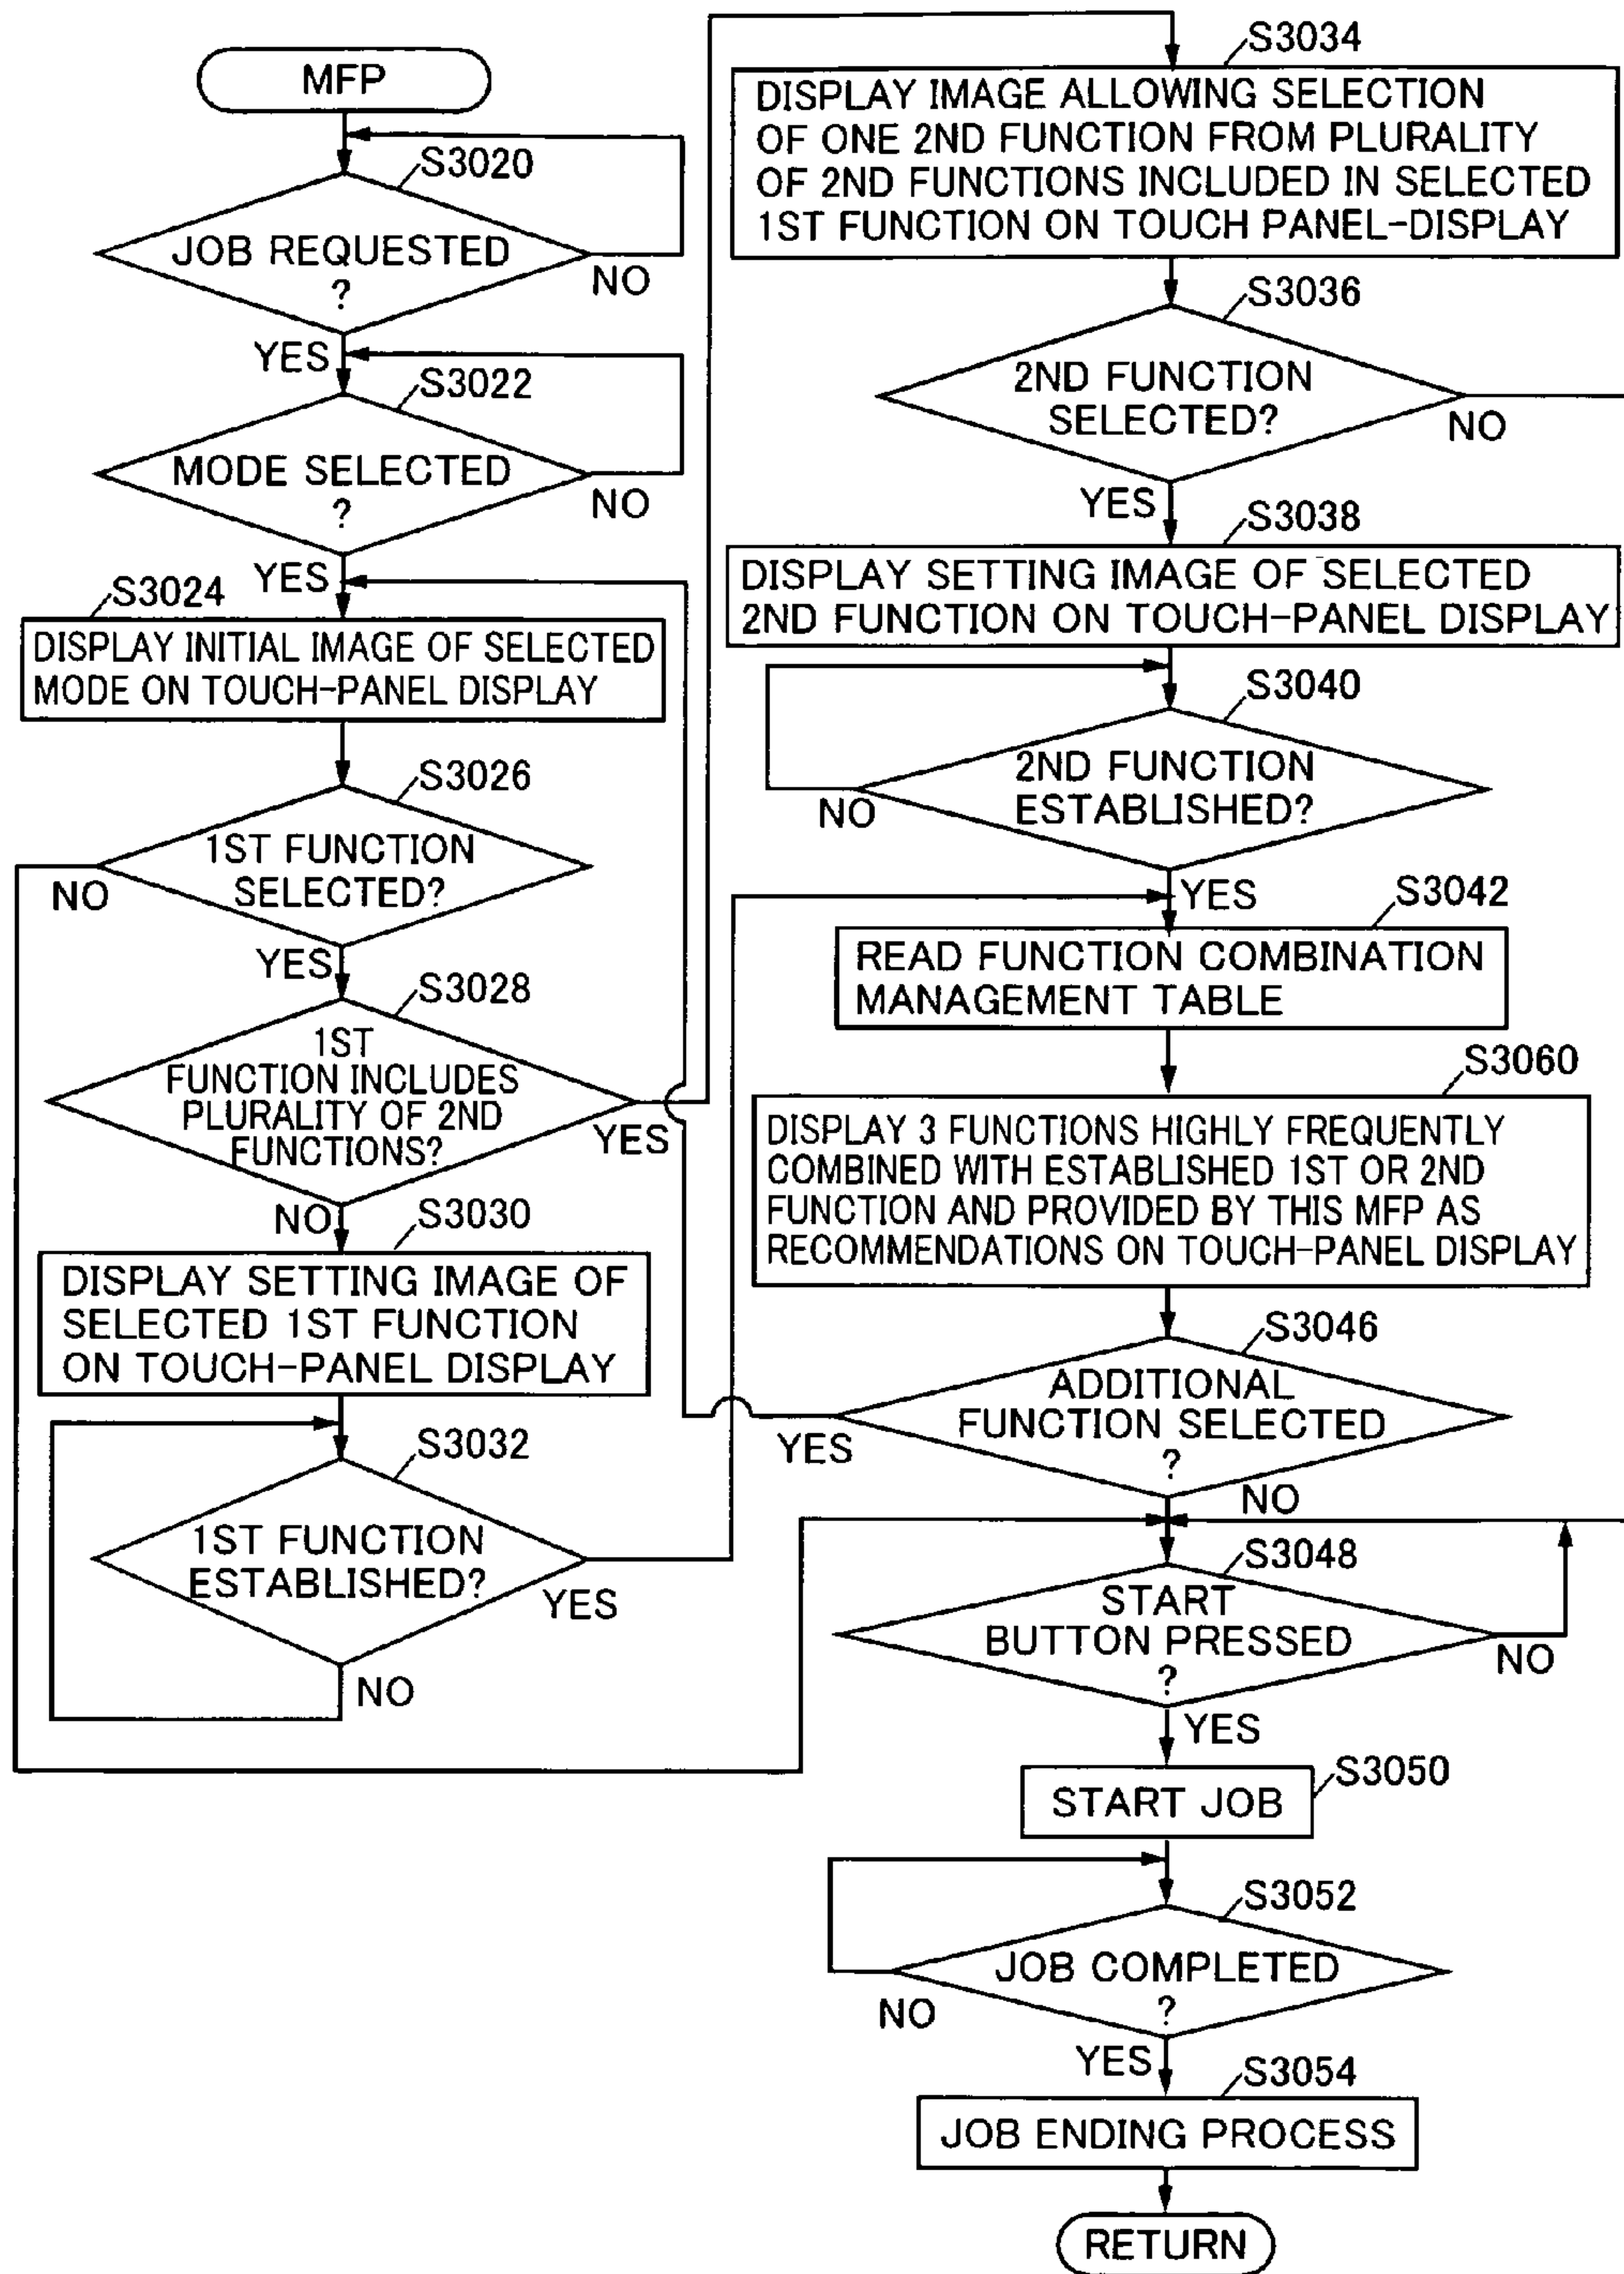 MFP
S3020
JOB REQUESTED
?
NO
YES
S3022
MODE SELECTED
?
NO
YES
S3024
DISPLAY INITIAL IMAGE OF SELECTED
MODE ON TOUCH-PANEL DISPLAY
S3026
1ST FUNCTION
SELECTED?
NO
YES
S3028
1ST
FUNCTION INCLUDES
PLURALITY OF 2ND
FUNCTIONS?
YES
NO
S3030
DISPLAY SETTING IMAGE OF
SELECTED 1ST FUNCTION
ON TOUCH-PANEL DISPLAY
S3032
1ST FUNCTION
ESTABLISHED?
YES
NO
S3034
DISPLAY IMAGE ALLOWING SELECTION
OF ONE 2ND FUNCTION FROM PLURALITY
OF 2ND FUNCTIONS INCLUDED IN SELECTED
1ST FUNCTION ON TOUCH PANEL-DISPLAY
S3036
2ND FUNCTION
SELECTED?
NO
YES
S3038
DISPLAY SETTING IMAGE OF SELECTED
2ND FUNCTION ON TOUCH-PANEL DISPLAY
S3040
2ND FUNCTION
ESTABLISHED?
NO
YES
S3042
READ FUNCTION COMBINATION
MANAGEMENT TABLE
S3060
DISPLAY 3 FUNCTIONS HIGHLY FREQUENTLY
COMBINED WITH ESTABLISHED 1ST OR 2ND
FUNCTION AND PROVIDED BY THIS MFP AS
RECOMMENDATIONS ON TOUCH-PANEL DISPLAY
S3046
ADDITIONAL
FUNCTION SELECTED
?
YES
NO
S3048
START
BUTTON PRESSED
?
NO
YES
S3050
START JOB
S3052
JOB COMPLETED
?
NO
YES
S3054
JOB ENDING PROCESS
RETURN